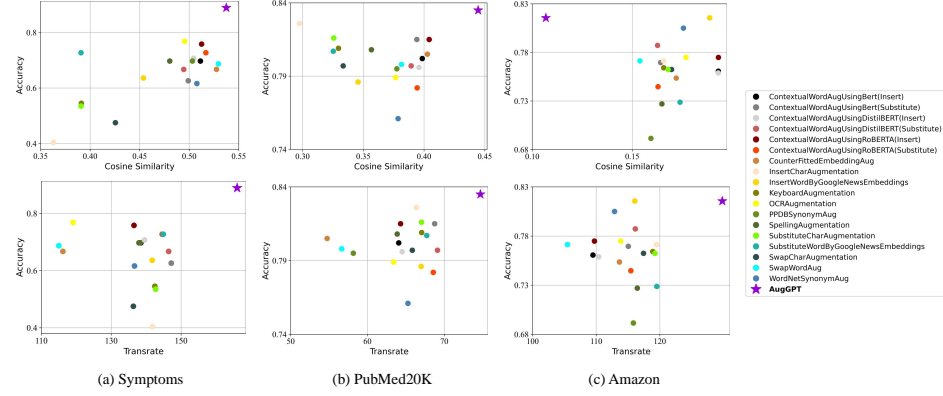 0.8
0.6
0.4
0.35
0.40
0.45
0.50
0.55
Accuracy
Cosine Similarity
0.84
0.79
0.74
0.30
0.35
0.40
0.45
Accuracy
Cosine Similarity
0.83
0.78
0.73
0.68
0.10
0.15
Accuracy
Cosine Similarity
0.8
0.6
0.4
110
130
150
Accuracy
Transrate
0.84
0.79
0.74
50
60
70
Accuracy
Transrate
0.83
0.78
0.73
0.68
100
110
120
Accuracy
Transrate
ContextualWordAugUsingBert(Insert)
ContextualWordAugUsingBert(Substitute)
ContextualWordAugUsingDistilBERT(Insert)
ContextualWordAugUsingDistilBERT(Substitute)
ContextualWordAugUsingRoBERTA(Insert)
ContextualWordAugUsingRoBERTA(Substitute)
CounterFittedEmbeddingAug
InsertCharAugmentation
InsertWordByGoogleNewsEmbeddings
KeyboardAugmentation
OCRAugmentation
PPDBSynonymAug
SpellingAugmentation
SubstituteCharAugmentation
SubstituteWordByGoogleNewsEmbeddings
SwapCharAugmentation
SwapWordAug
WordNetSynonymAug
AugGPT
(a) Symptoms
(b) PubMed20K
(c) Amazon